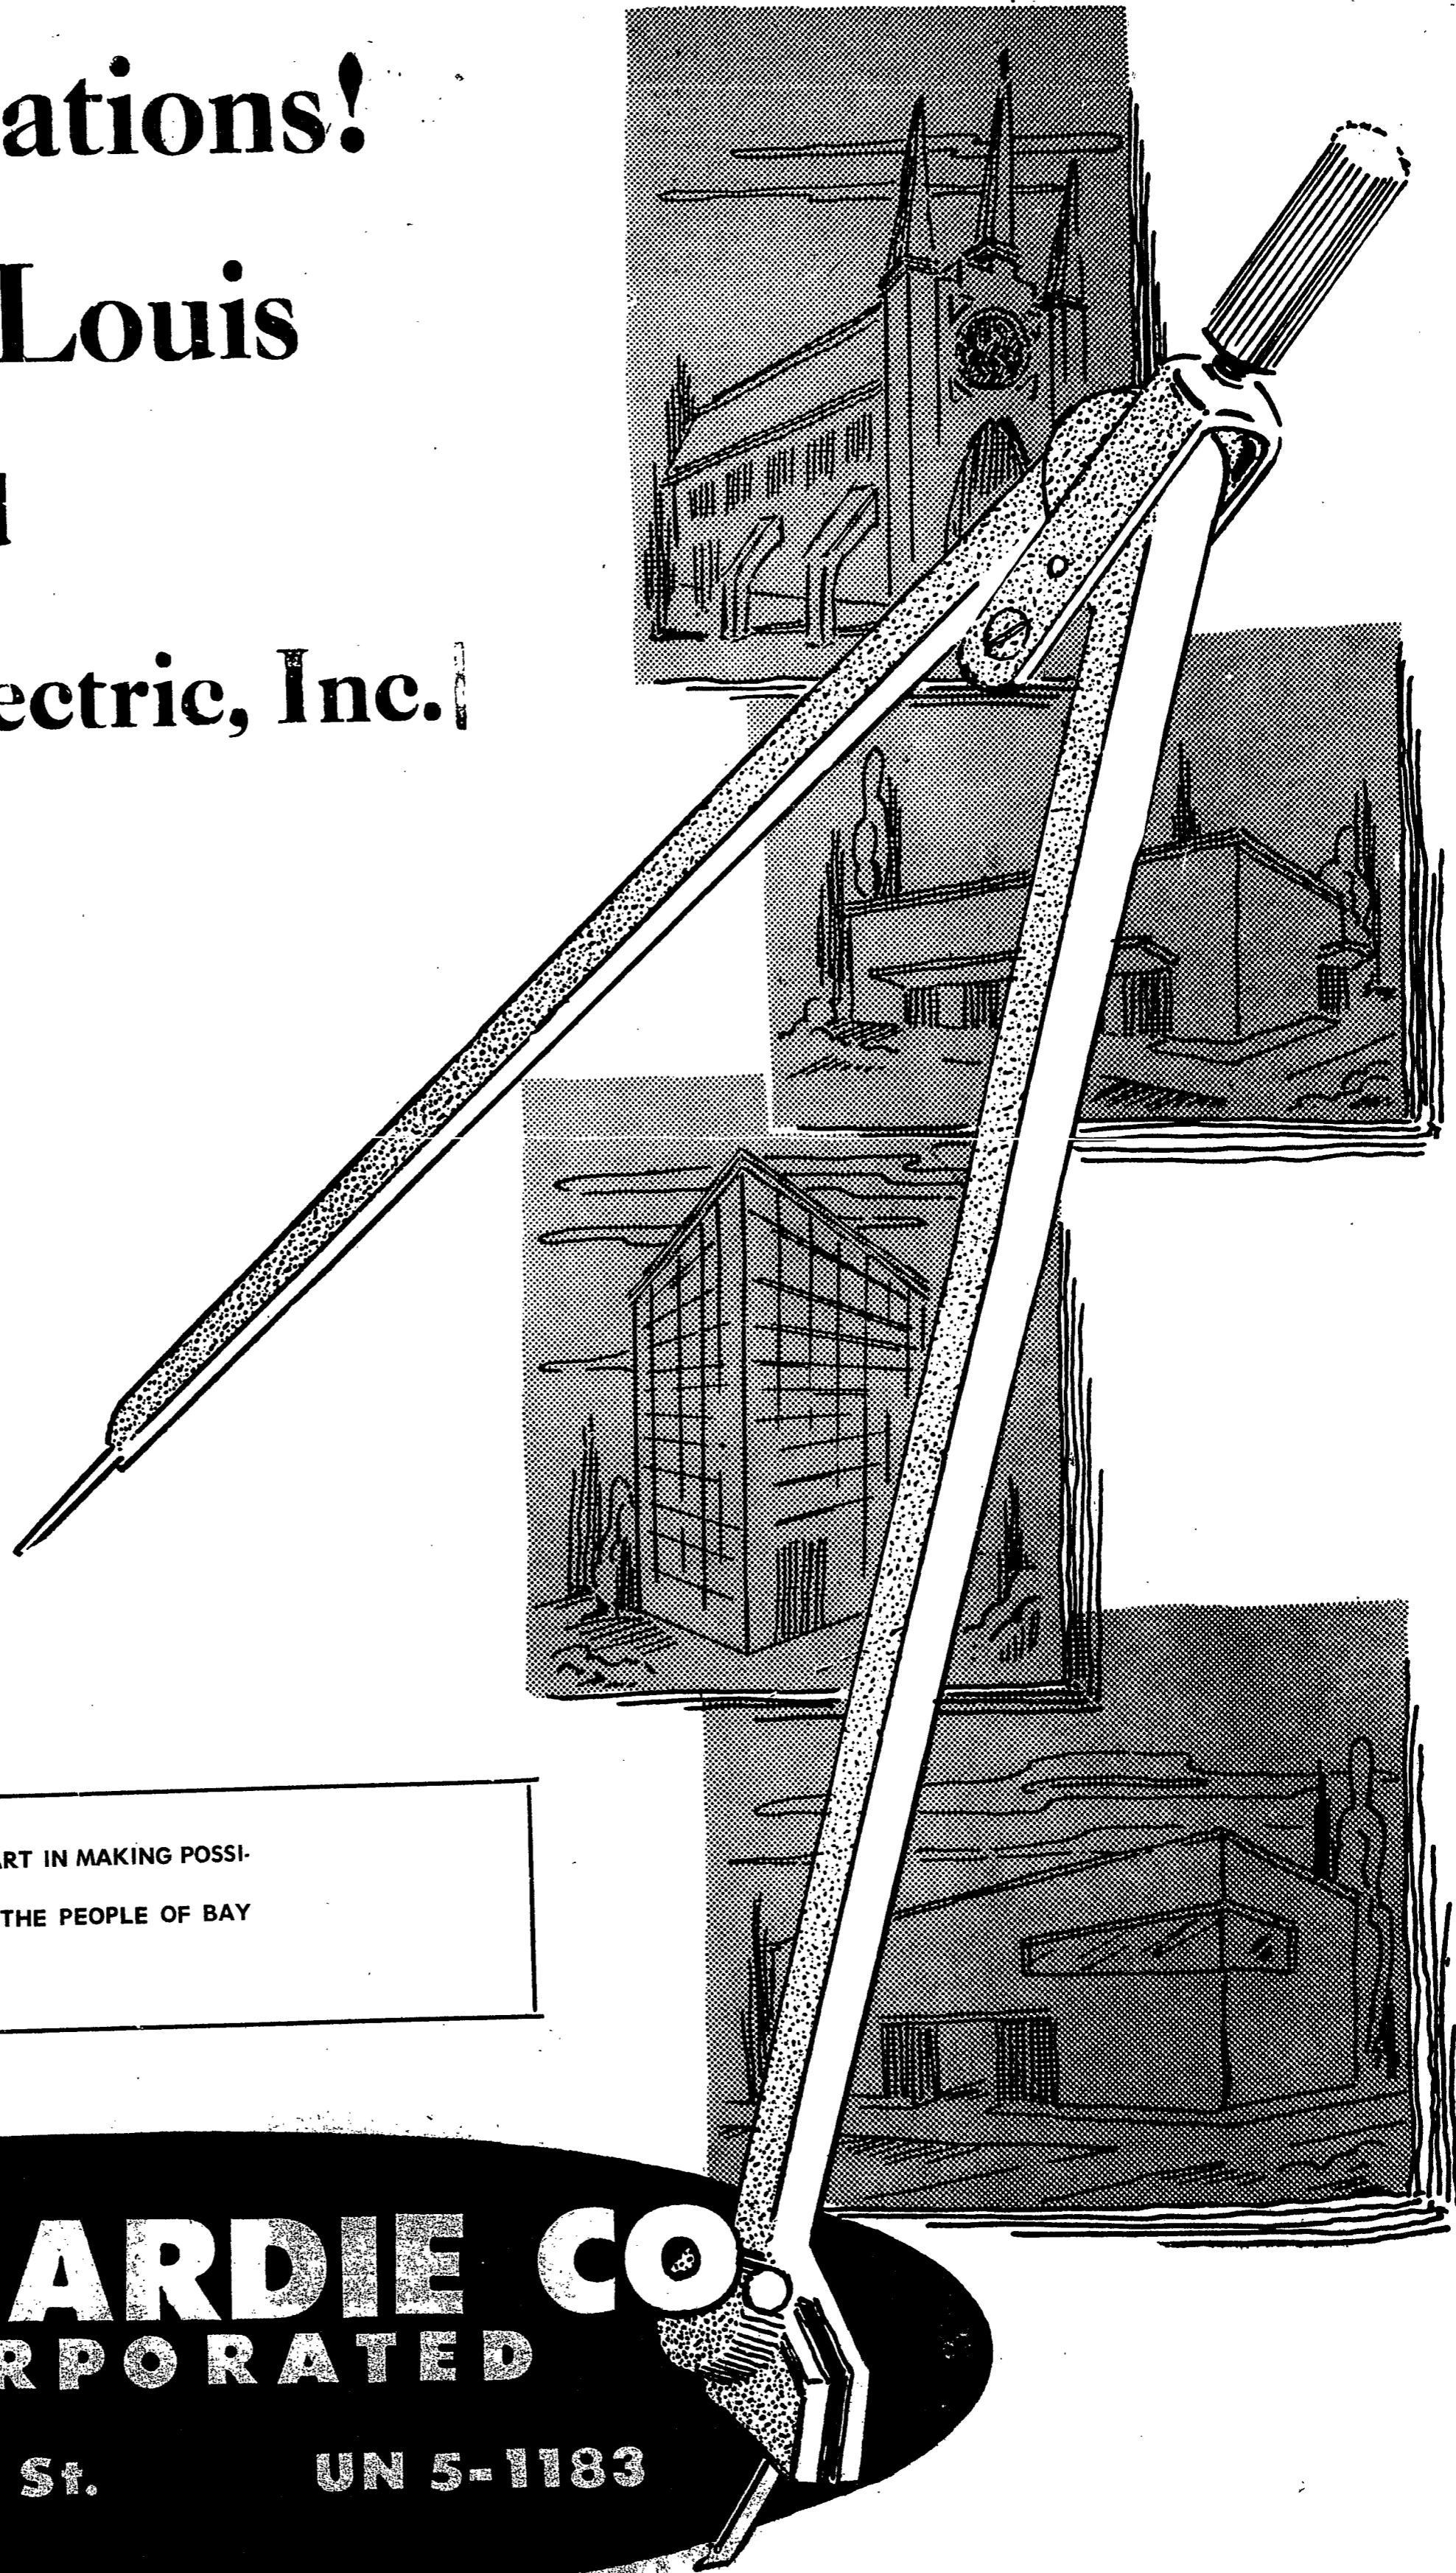 ations!
Louis
ectric, Inc.
ART IN MAKING POSSI-
THE PEOPLE OF BAY
ARDIE CO
RPORATED
St. UN 5-1183